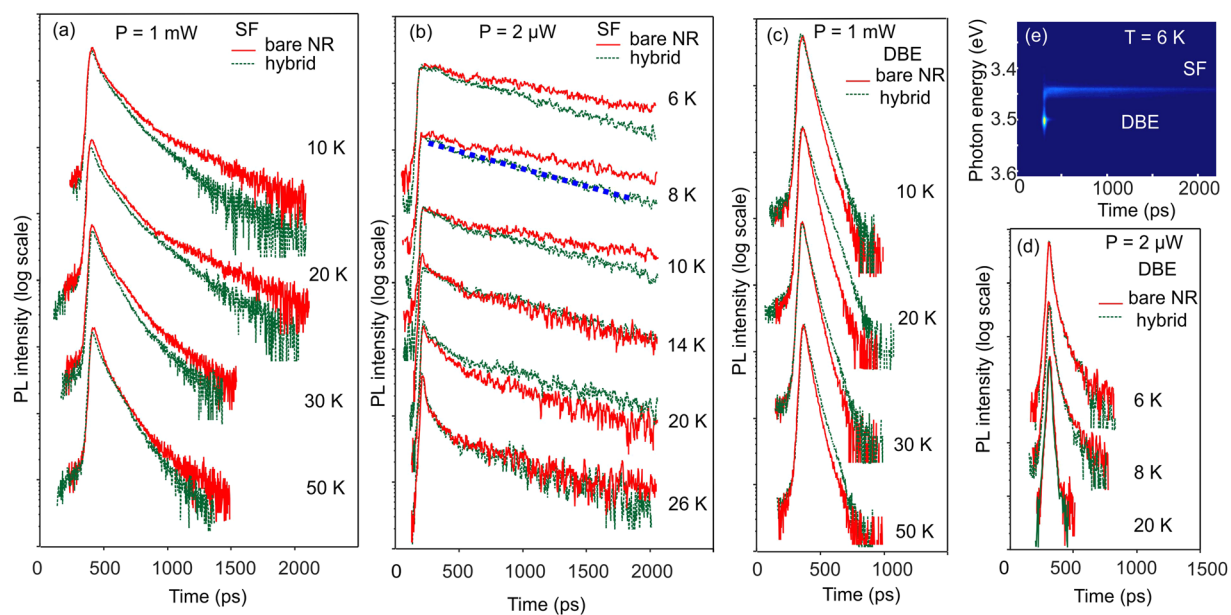 (a)
P = 1 mW
SF
bare NR
hybrid
10 K
20 K
30 K
50 K
PL intensity (log scale)
0
500
1000
1500
2000
Time (ps)
(b)
P = 2 µW
SF
bare NR
hybrid
6 K
8 K
10 K
14 K
20 K
26 K
PL intensity (log scale)
0
500
1000
1500
2000
Time (ps)
(c)
P = 1 mW
DBE
bare NR
hybrid
10 K
20 K
30 K
50 K
PL intensity (log scale)
0
500
1000
Time (ps)
(e)
T = 6 K
SF
DBE
Photon energy (eV)
3.4
3.5
3.6
0
1000
2000
Time (ps)
(d)
P = 2 µW
DBE
bare NR
hybrid
6 K
8 K
20 K
PL intensity (log scale)
0
500
1000
1500
Time (ps)